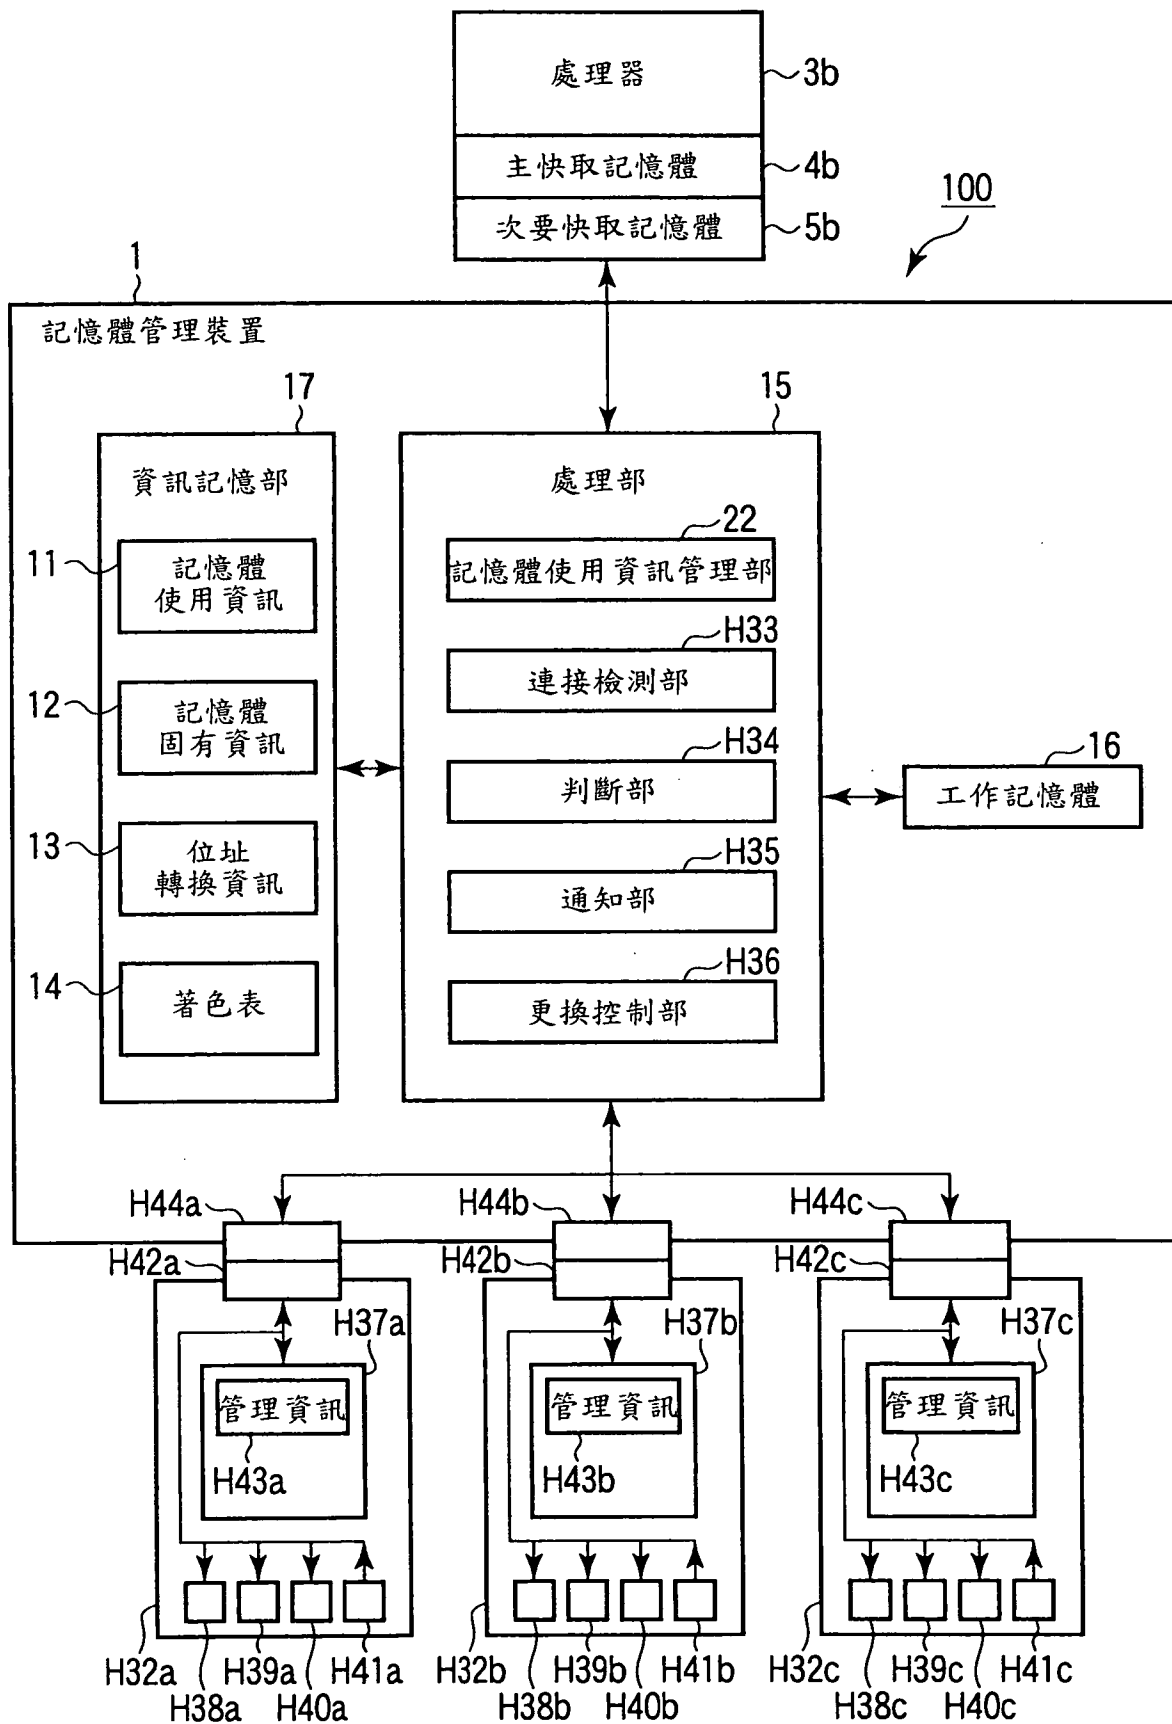 處理器
3b
主快取記憶體
4b
次要快取記憶體
5b
100
1
記憶體管理裝置
17
15
資訊記憶部
處理部
22
11
記憶體
使用資訊
記憶體使用資訊管理部
H33
連接檢測部
12
記憶體
固有資訊
H34
判斷部
16
工作記憶體
13
位址
轉換資訊
H35
通知部
14
著色表
H36
更換控制部
H44a
H44b
H44c
H42a
H42b
H42c
H37a
H37b
H37c
管理資訊
管理資訊
管理資訊
H43a
H43b
H43c
H32a
H39a
H41a
H32b
H39b
H41b
H32c
H39c
H41c
H38a
H40a
H38b
H40b
H38c
H40c